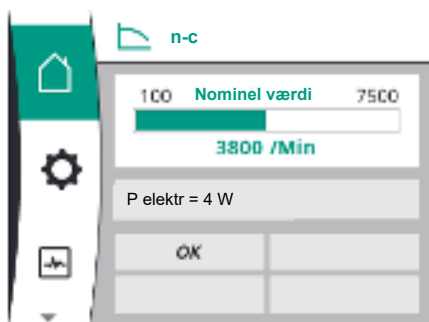 n-c
100 Nominel værdi 7500
3800 /Min
P elektr = 4 W
OK